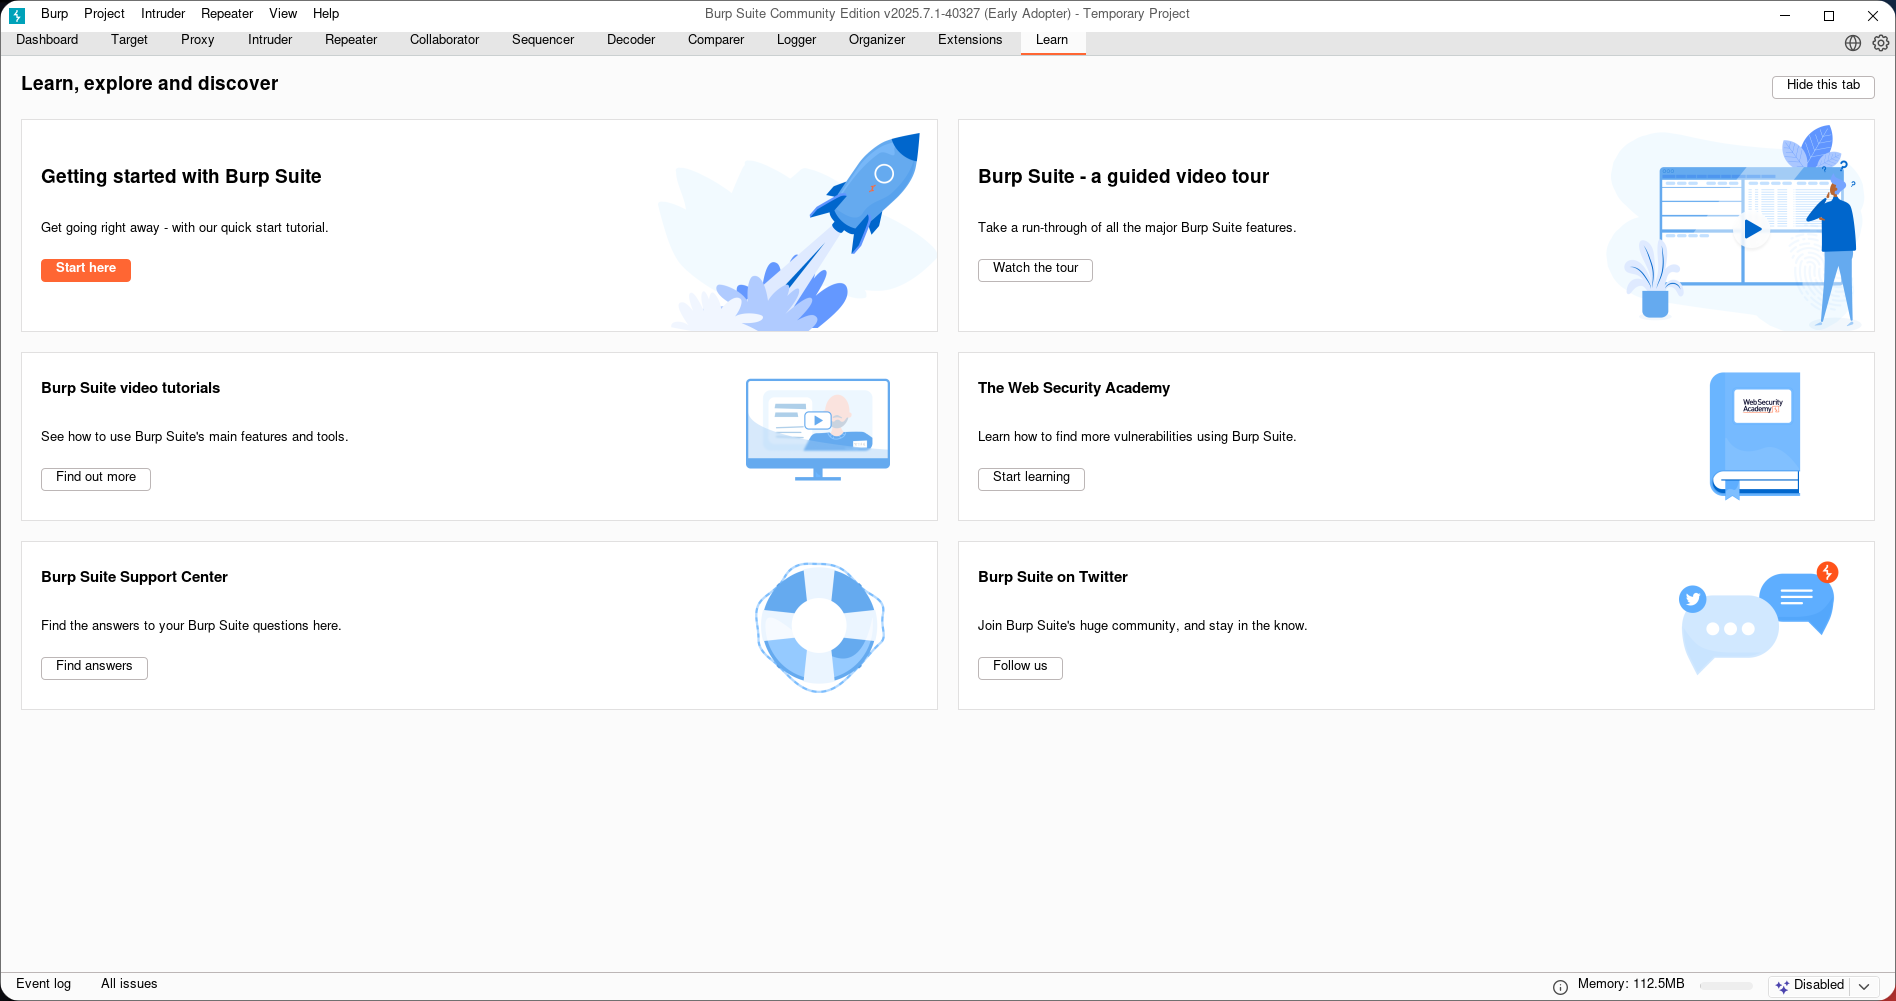 Burp Project Intruder Repeater View Help Burp Suite Community Edition v2025.7.1-40327 (Early Adopter) - Temporary Project
Dashboard Target Proxy Intruder Repeater Collaborator Sequencer Decoder Comparer Logger Organizer Extensions Learn
Learn, explore and discover
Hide this tab
Getting started with Burp Suite
Get going right away - with our quick start tutorial.
Start here
Burp Suite - a guided video tour
Take a run-through of all the major Burp Suite features.
Watch the tour
Burp Suite video tutorials
See how to use Burp Suite's main features and tools.
Find out more
The Web Security Academy
Learn how to find more vulnerabilities using Burp Suite.
Start learning
WebSecurity
Academy
Burp Suite Support Center
Find the answers to your Burp Suite questions here.
Find answers
Burp Suite on Twitter
Join Burp Suite's huge community, and stay in the know.
Follow us
Event log All issues Memory: 112.5MB Disabled